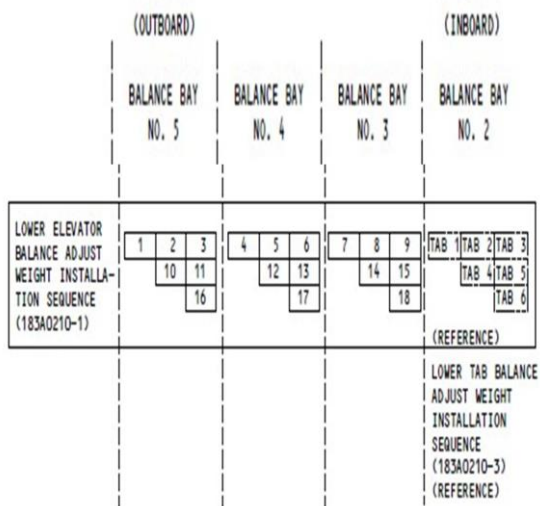 (OUTBOARD) (INBOARD)
BALANCE BAY BALANCE BAY BALANCE BAY BALANCE BAY
NO. 5 NO. 4 NO. 3 NO. 2
LOWER ELEVATOR
BALANCE ADJUST
WEIGHT INSTALLA-
TION SEQUENCE
(183A0210-1)
1 2 3 4 5 6 7 8 9 TAB 1 TAB 2 TAB 3
10 11 12 13 14 15 TAB 4 TAB 5
16 17 18 TAB 6
(REFERENCE)
LOWER TAB BALANCE
ADJUST WEIGHT
INSTALLATION
SEQUENCE
(183A0210-3)
(REFERENCE)